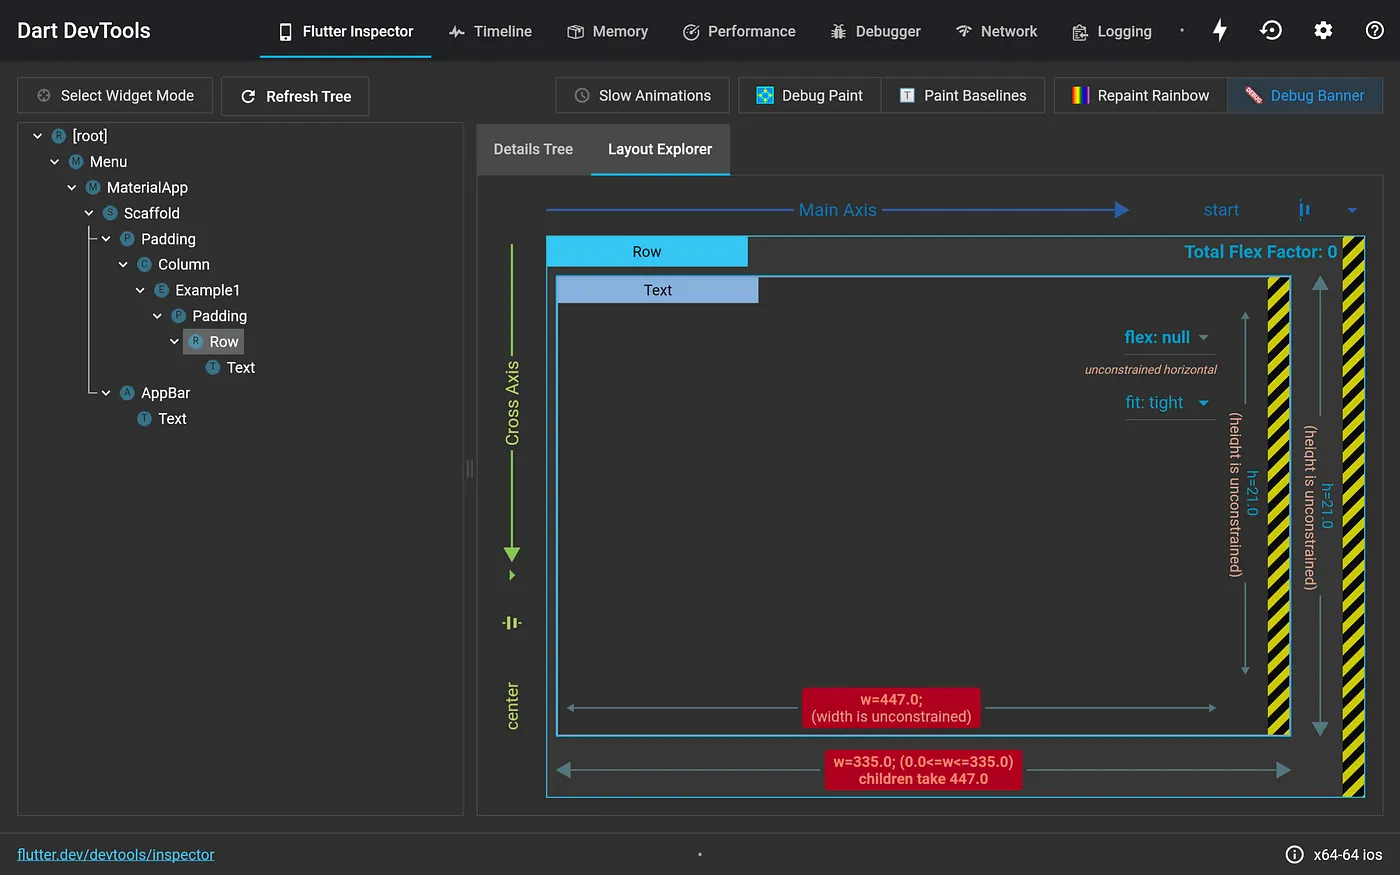 Dart DevTools
Flutter Inspector
Timeline
Memory
Performance
Debugger
Network
Logging
Select Widget Mode
Refresh Tree
Slow Animations
Debug Paint
Paint Baselines
Repaint Rainbow
Debug Banner
R [root]
M Menu
M MaterialApp
S Scaffold
P Padding
C Column
E Example1
P Padding
R Row
T Text
A AppBar
T Text
Details Tree
Layout Explorer
Main Axis
start
Row
Total Flex Factor: 0
Text
flex: null
unconstrained horizontal
fit: tight
Cross Axis
center
h=21.0
(height is unconstrained)
h=21.0
(height is unconstrained)
w=447.0;
(width is unconstrained)
w=335.0; (0.0<=w<=335.0)
children take 447.0
flutter.dev/devtools/inspector
x64-64 ios